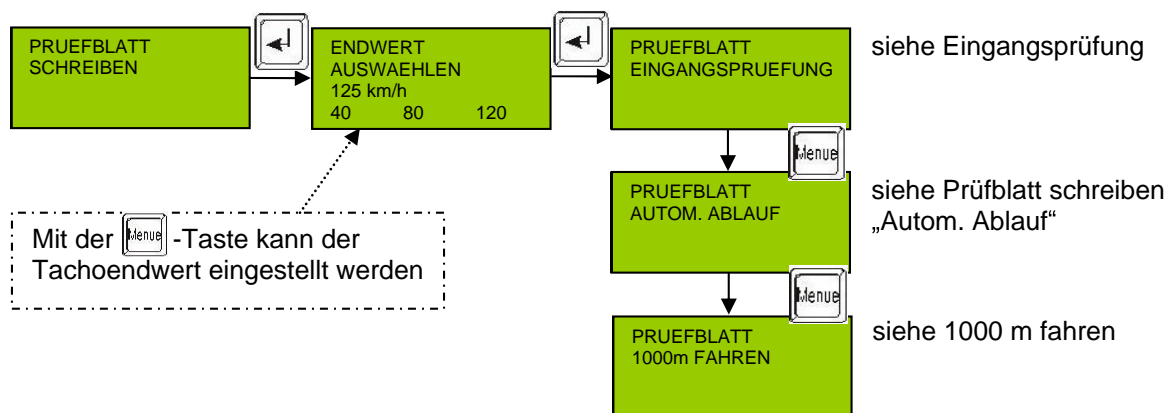 PRUEFBLATT
SCHREIBEN
ENDWERT
AUSWAEHLEN
125 km/h
40 80 120
PRUEFBLATT
EINGANGSPRUEFUNG
siehe Eingangsprüfung
Menue
PRUEFBLATT
AUTOM. ABLAUF
siehe Prüfblatt schreiben
„Autom. Ablauf“
Mit der Menue -Taste kann der
Tachoendwert eingestellt werden
Menue
PRUEFBLATT
1000m FAHREN
siehe 1000 m fahren